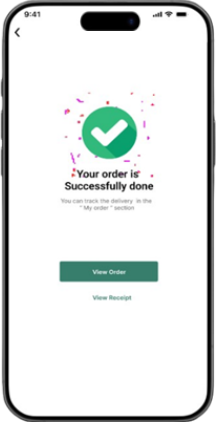 9:41
Your order is
Successfully done
You can track the delivery in the
" My order " section
View Order
View Receipt